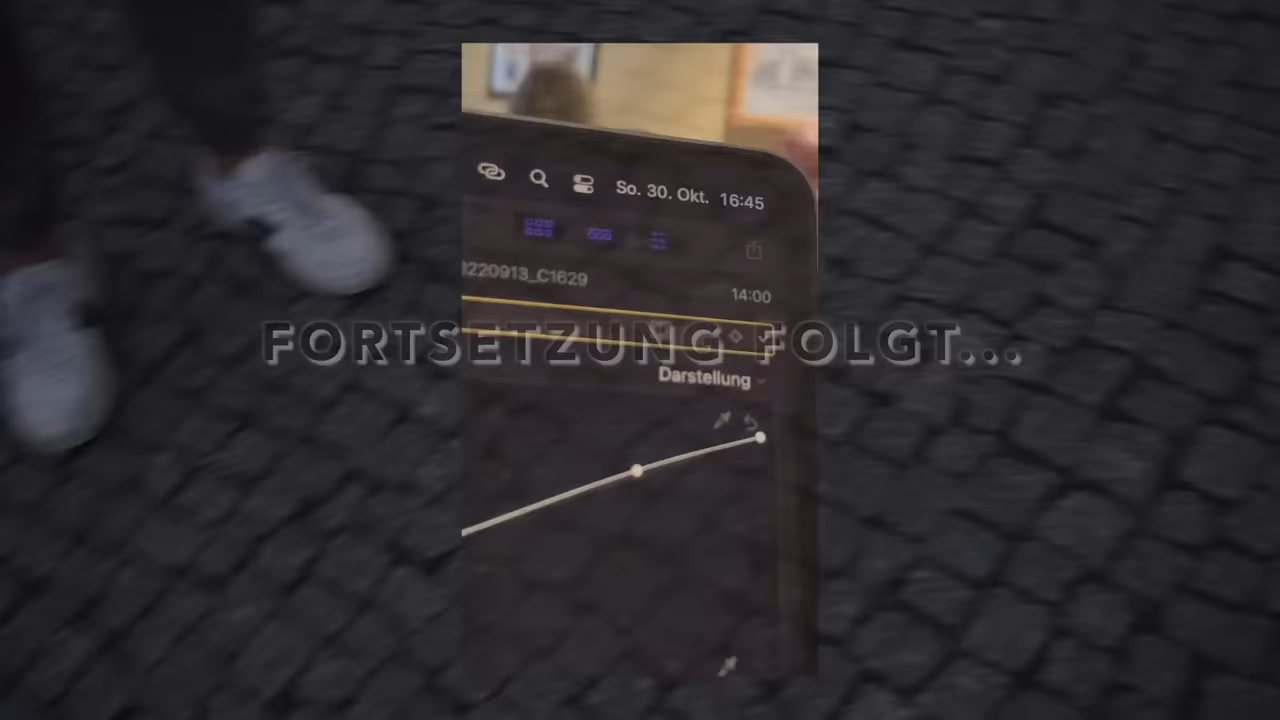 So. 30. Okt. 16:45
220913_C1629
14:00
FORTSETZUNG FOLGT...
Darstellung